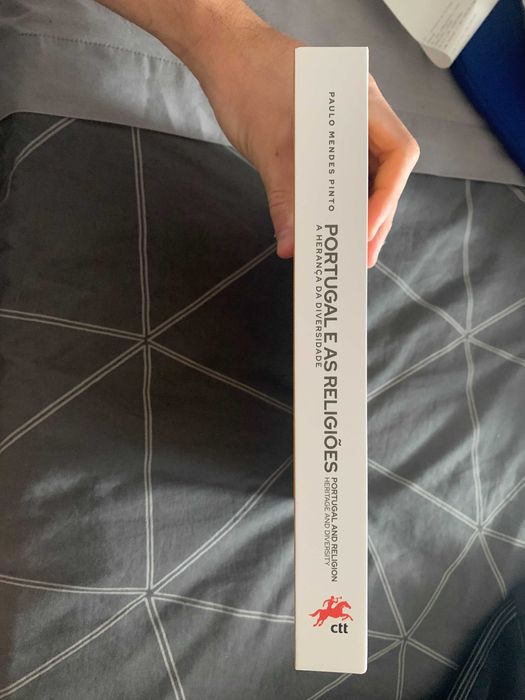 PAULO MENDES PINTO
PORTUGAL E AS RELIGIÕES
A HERANÇA DA DIVERSIDADE
PORTUGAL AND RELIGION
HERITAGE AND DIVERSITY
ctt